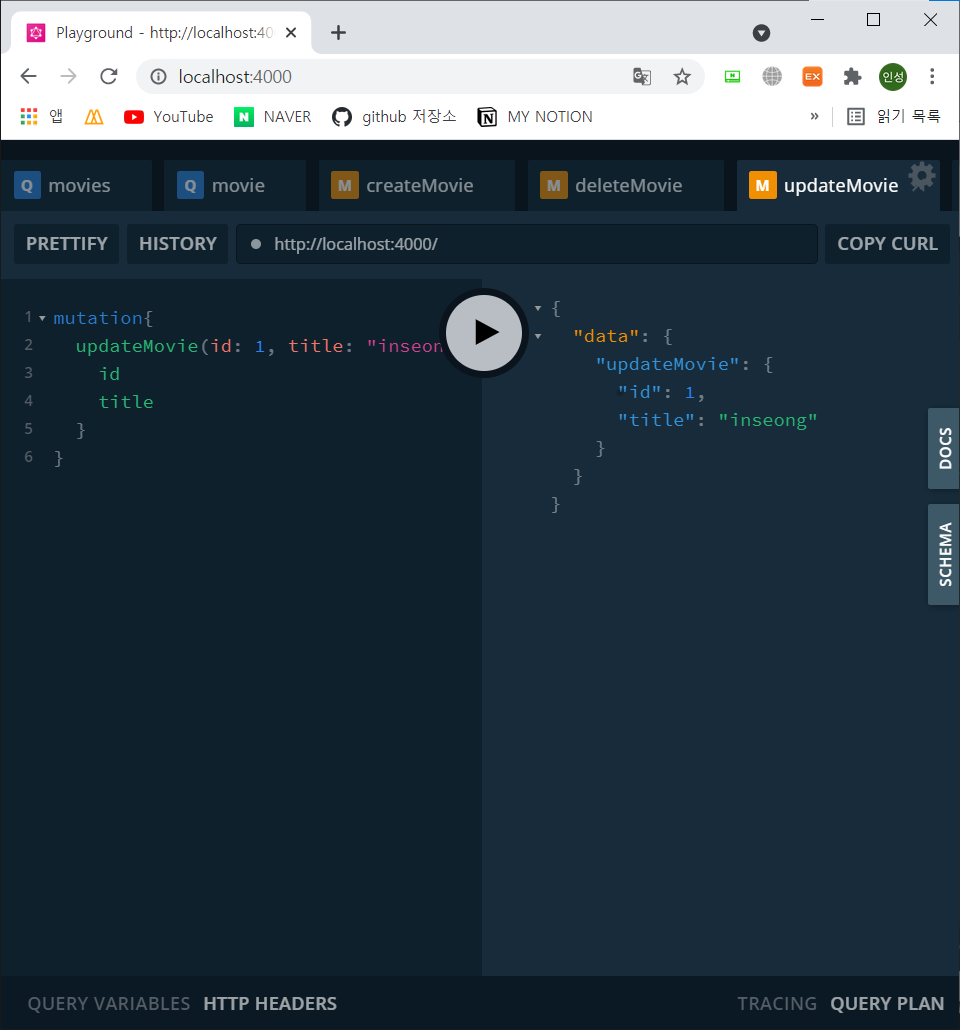 Playground - http://localhost:40
localhost:4000
EX
인성
앱
YouTube
N NAVER
github 저장소
MY NOTION
»
읽기 목록
Q movies
Q movie
M createMovie
M deleteMovie
M updateMovie
PRETTIFY
HISTORY
http://localhost:4000/
COPY CURL
1 mutation{
2 updateMovie(id: 1, title: "inseon
3 id
4 title
5 }
6 }
{
"data": {
"updateMovie": {
"id": 1,
"title": "inseong"
}
}
}
DOCS
SCHEMA
QUERY VARIABLES
HTTP HEADERS
TRACING
QUERY PLAN